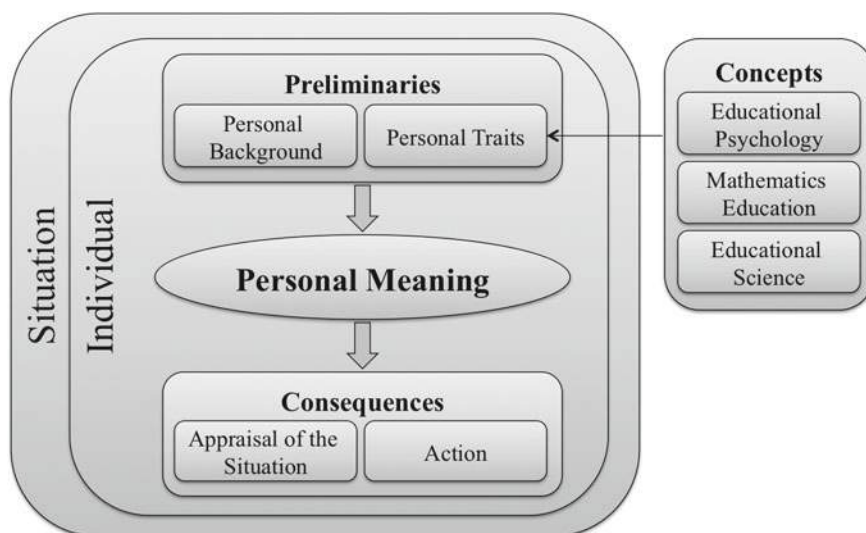 Situation
Individual
Preliminaries
Personal
Background
Personal Traits
Personal Meaning
Consequences
Appraisal of the
Situation
Action
Concepts
Educational
Psychology
Mathematics
Education
Educational
Science